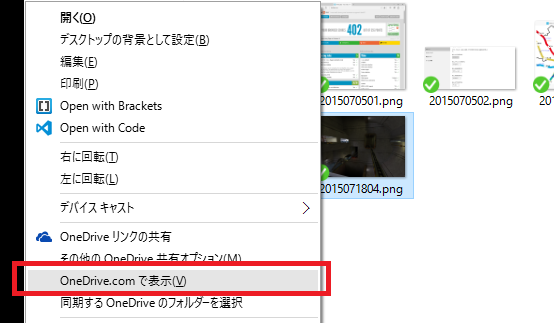 開く(O)
デスクトップの背景として設定(B)
編集(E)
印刷(P)
Open with Brackets
Open with Code
右に回転(T)
左に回転(L)
デバイス キャスト
OneDrive リンクの共有
その他の OneDrive 共有オプション(M)
OneDrive.com で表示(V)
同期する OneDrive のフォルダーを選択
402
2015070501.png
2015070502.png
20
2015071804.png